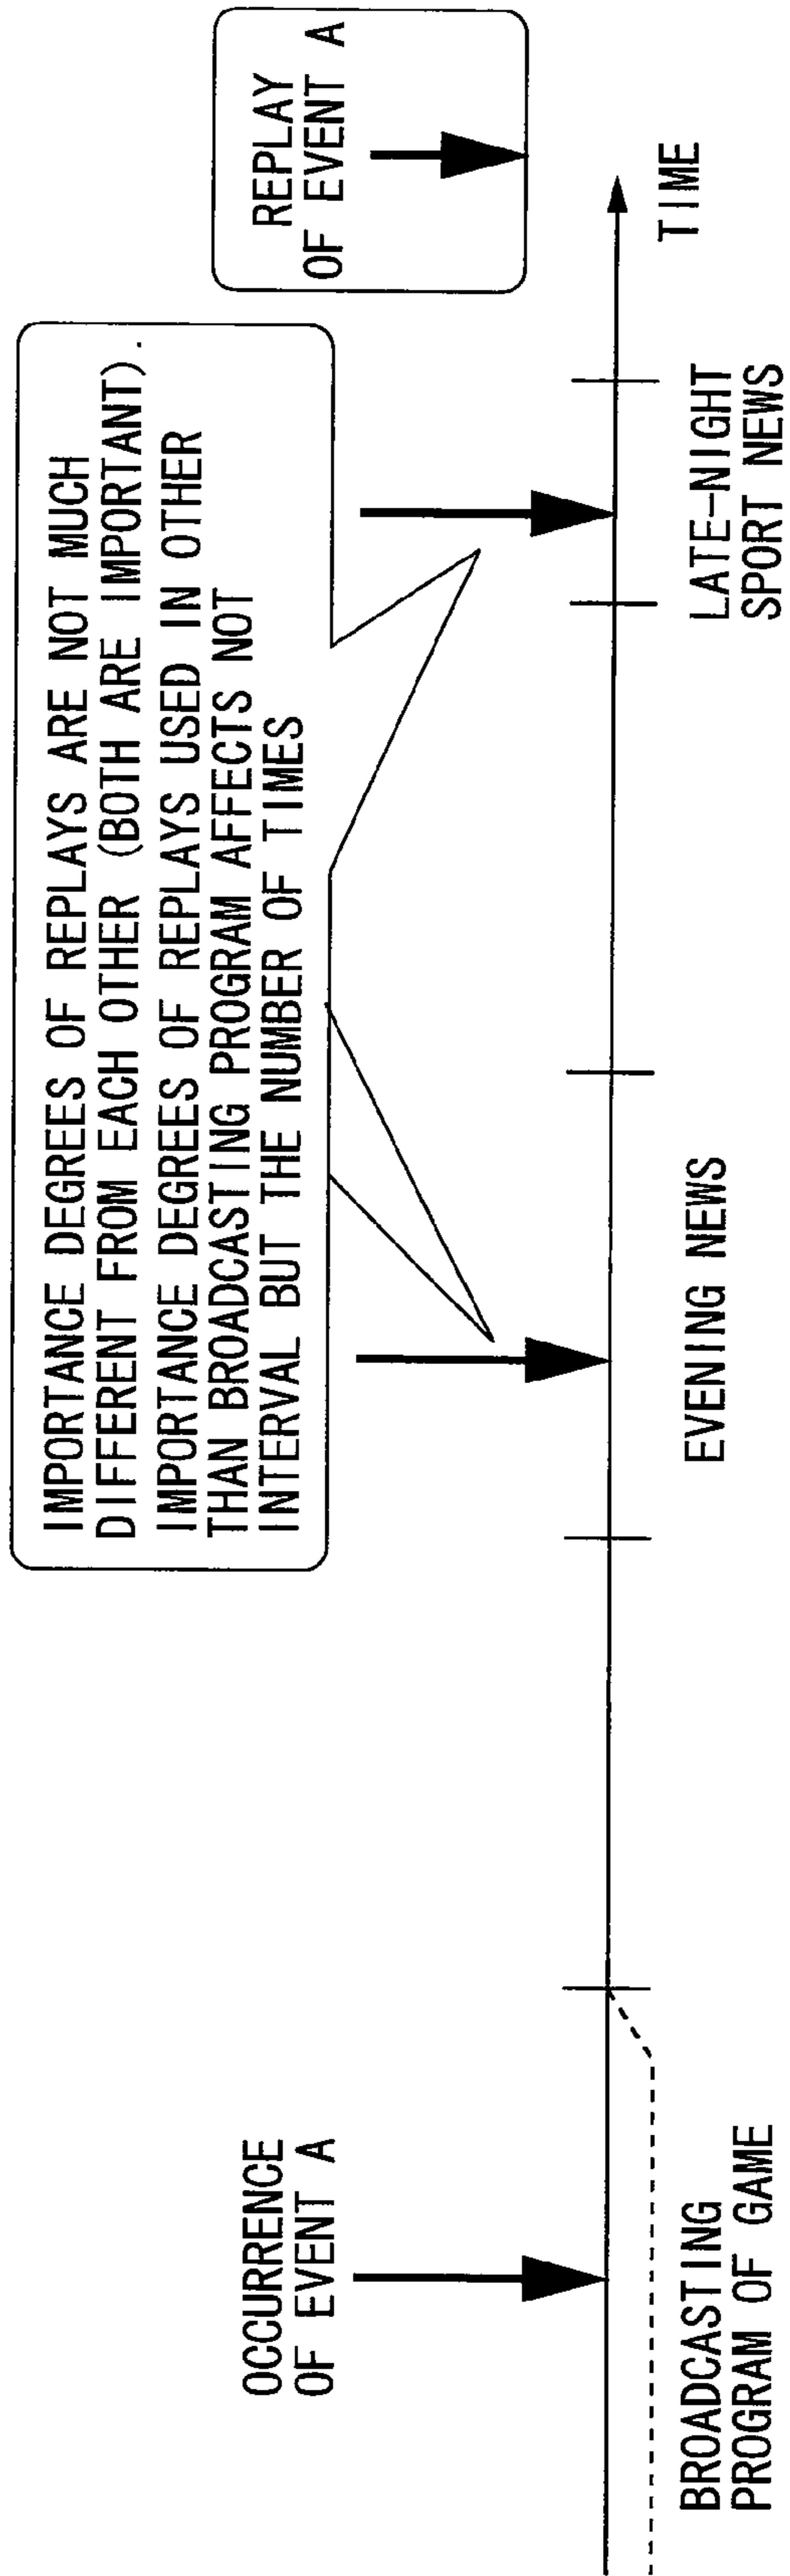 REPLAY
OF EVENT A
IMPORTANCE DEGREES OF REPLAYS ARE NOT MUCH
DIFFERENT FROM EACH OTHER (BOTH ARE IMPORTANT).
IMPORTANCE DEGREES OF REPLAYS USED IN OTHER
THAN BROADCASTING PROGRAM AFFECTS NOT
INTERVAL BUT THE NUMBER OF TIMES
OCCURRENCE
OF EVENT A
BROADCASTING
PROGRAM OF GAME
EVENING NEWS
LATE-NIGHT
SPORT NEWS
TIME